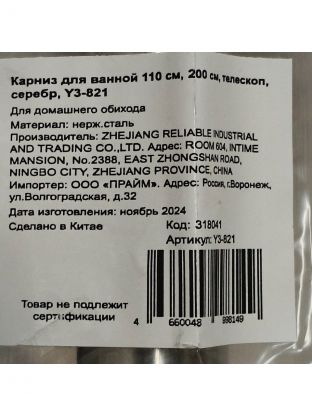 Карниз для ванной 110 см, 200 см, телескоп,
серебр, Y3-821
Для домашнего обихода
Материал: нерж.сталь
Производитель: ZHEJIANG RELIABLE INDUSTRIAL
AND TRADING CO.,LTD. Адрес: ROOM 604, INTIME
MANSION, No.2388, EAST ZHONGSHAN ROAD,
NINGBO CITY, ZHEJIANG PROVINCE, CHINA
Импортер: ООО «ПРАЙМ». Адрес: Россия, г.Воронеж,
ул.Волгоградская, д.32
Дата изготовления: ноябрь 2024
Сделано в Китае
Код: 318041
Артикул: Y3-821
Товар не подлежит
сертификации
4 660048 998149